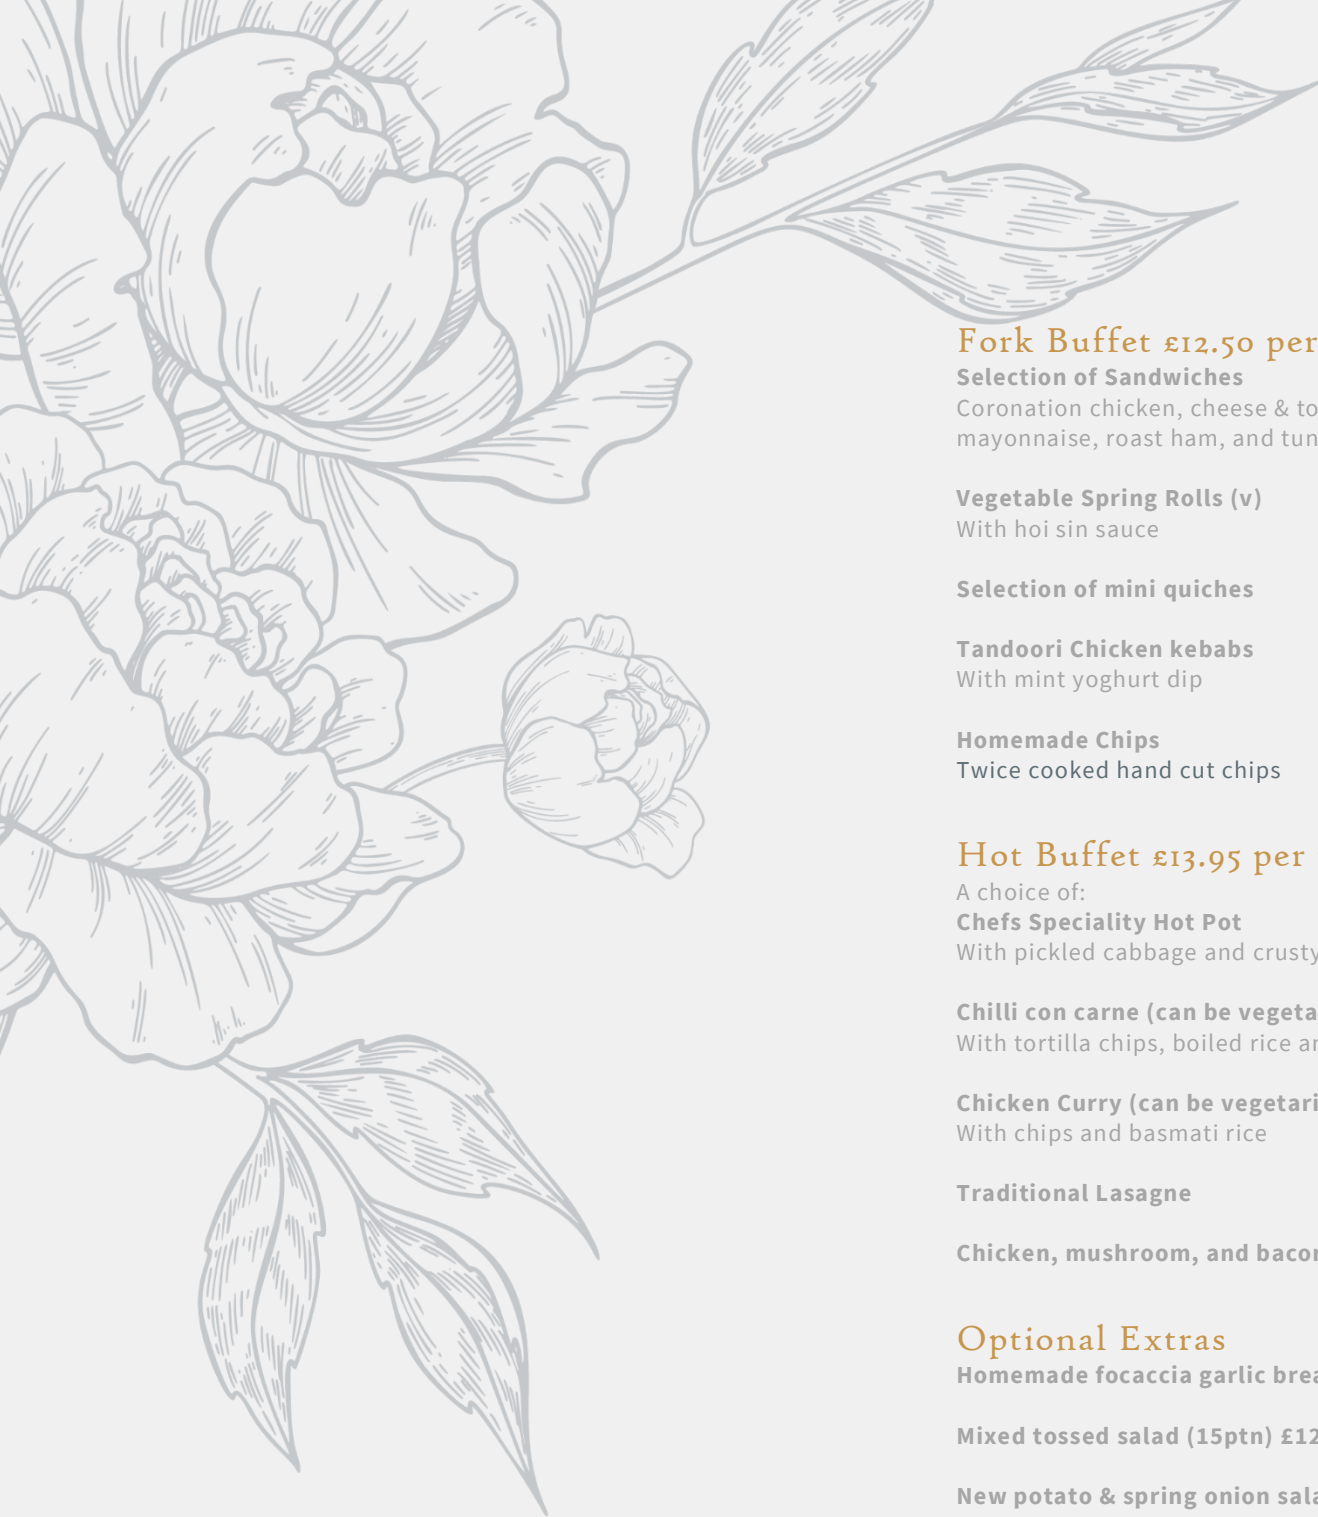 Fork Buffet £12.50 per
Selection of Sandwiches
Coronation chicken, cheese & to
mayonnaise, roast ham, and tun
Vegetable Spring Rolls (v)
With hoi sin sauce
Selection of mini quiches
Tandoori Chicken kebabs
With mint yoghurt dip
Homemade Chips
Twice cooked hand cut chips
Hot Buffet £13.95 per
A choice of:
Chefs Speciality Hot Pot
With pickled cabbage and crusty
Chilli con carne (can be vegeta
With tortilla chips, boiled rice an
Chicken Curry (can be vegetari
With chips and basmati rice
Traditional Lasagne
Chicken, mushroom, and bacon
Optional Extras
Homemade focaccia garlic brea
Mixed tossed salad (15ptn) £12
New potato & spring onion sala